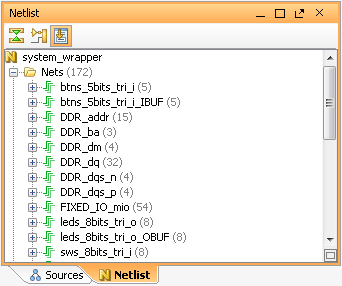 Netlist
system_wrapper
Nets (172)
btns_5bits_tri_i (5)
btns_5bits_tri_i_IBUF (5)
DDR_addr (15)
DDR_ba (3)
DDR_dm (4)
DDR_dq (32)
DDR_dqs_n (4)
DDR_dqs_p (4)
FIXED_IO_mio (54)
leds_8bits_tri_o (8)
leds_8bits_tri_o_OBUF (8)
sws_8bits_tri_i (8)
Sources Netlist